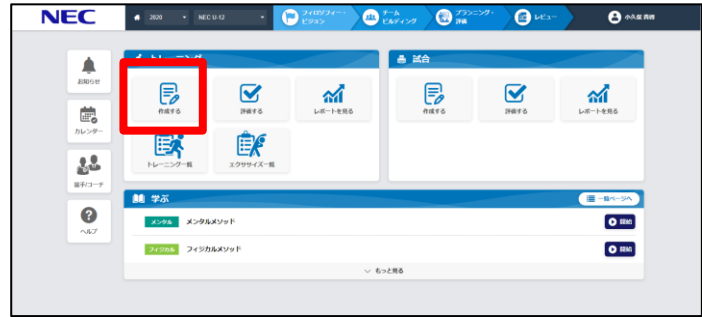 NEC
2020
NEC U-12
フィロソフィー・
ビジョン
チーム
ビルディング
プランニング・
評価
レビュー
お知らせ
カレンダー
選手/コーチ
ヘルプ
トレーニング
作成する
評価する
レポートを見る
トレーニング一覧
エクササイズ一覧
試合
作成する
評価する
レポートを見る
学ぶ
一覧ページへ
メンタル
メンタルメソッド
開始
フィジカル
フィジカルメソッド
開始
もっと見る